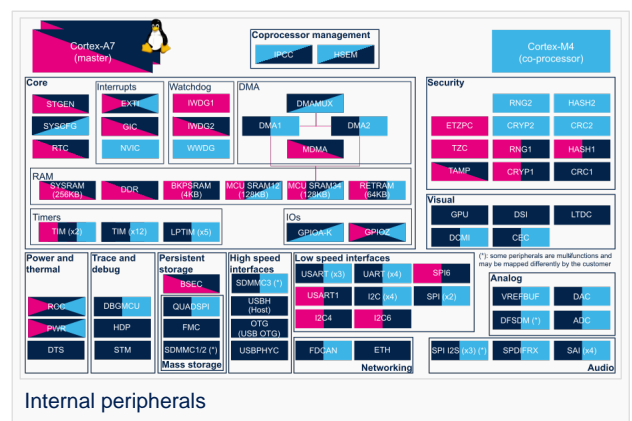 Cortex-A7
(master)
Coprocessor management
IPCC
HSEM
Cortex-M4
(co-processor)
Core
STGEN
SYSCFG
RTC
Interrupts
EXTI
GIC
NVIC
Watchdog
IWDG1
IWDG2
WWDG
DMA
DMAMUX
DMA1
DMA2
MDMA
RAM
SYSRAM
(256KB)
DDR
BKPSRAM
(4KB)
MCU SRAM12
(128KB)
MCU SRAM34
(128KB)
RETRAM
(64KB)
Timers
TIM (x2)
TIM (x12)
LPTIM (x5)
IOs
GPIOA-K
GPIOZ
Security
RNG2
HASH2
ETZPC
CRYP2
CRC2
TZC
RNG1
HASH1
TAMP
CRYP1
CRC1
Visual
GPU
DSI
LTDC
DCMI
CEC
(*): some peripherals are multifunctions and
may be mapped differently by the customer
Power and
thermal
RCC
PWR
DTS
Trace and
debug
DBGMCU
HDP
STM
Persistent
storage
BSEC
QUADSPI
FMC
SDMMC1/2 (*)
Mass storage
High speed
interfaces
SDMMC3 (*)
USBH
(Host)
OTG
(USB OTG)
USBPHYC
Low speed interfaces
USART (x3)
UART (x4)
SPI6
USART1
I2C (x4)
SPI (x2)
I2C4
I2C6
FDCAN
ETH
Networking
Analog
VREFBUF
DAC
DFSDM (*)
ADC
SPI I2S (x3) (*)
SPDIFRX
SAI (x4)
Audio
Internal peripherals